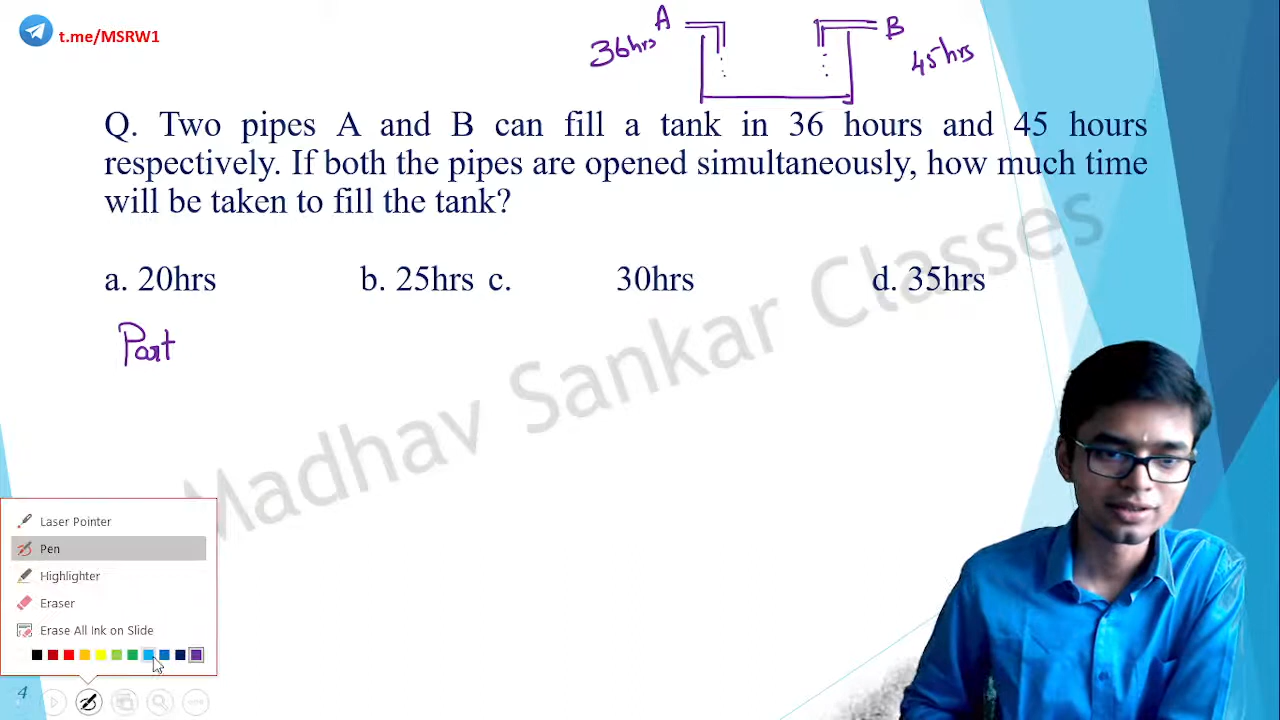 t.me/MSRW1
A
B
36hrs
45hrs
Q. Two pipes A and B can fill a tank in 36 hours and 45 hours
respectively. If both the pipes are opened simultaneously, how much time
will be taken to fill the tank?
a. 20hrs b. 25hrs c. 30hrs d. 35hrs
Part
Madhav Sankar Classes
Laser Pointer
Pen
Highlighter
Eraser
Erase All Ink on Slide
4